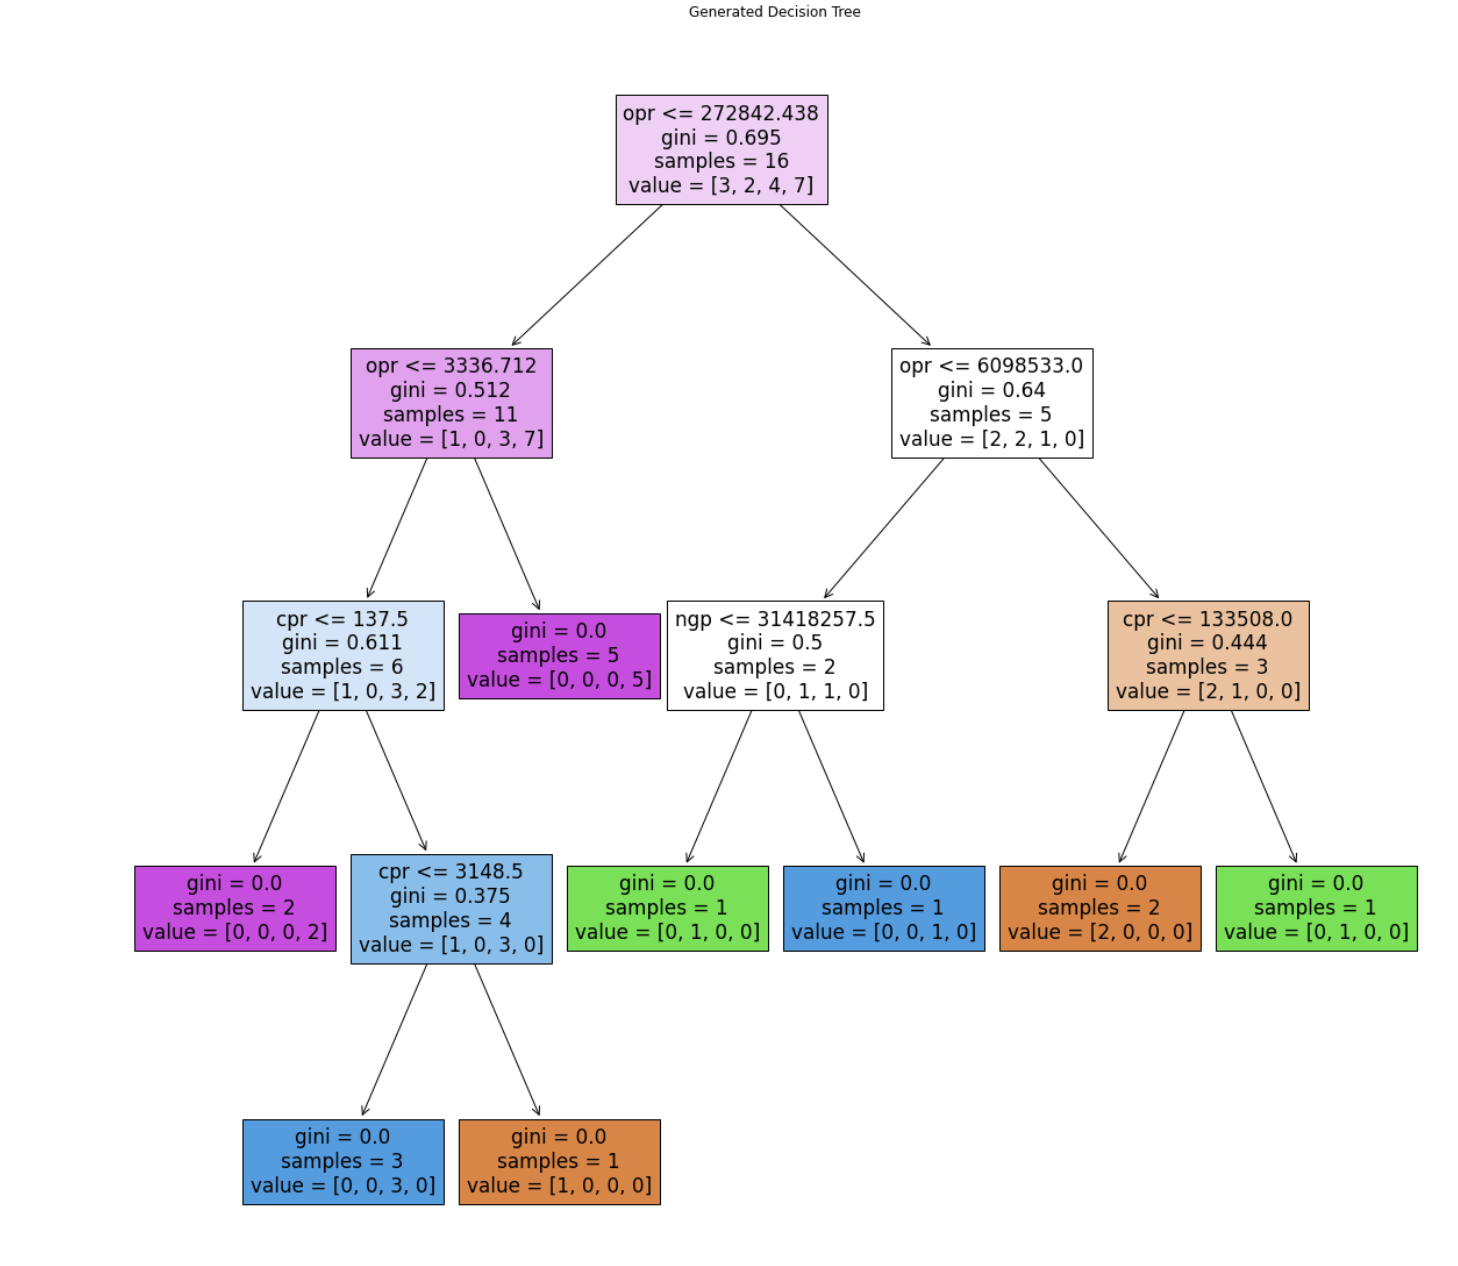 Generated Decision Tree
opr <= 272842.438
gini = 0.695
samples = 16
value = [3, 2, 4, 7]
opr <= 3336.712
gini = 0.512
samples = 11
value = [1, 0, 3, 7]
opr <= 6098533.0
gini = 0.64
samples = 5
value = [2, 2, 1, 0]
cpr <= 137.5
gini = 0.611
samples = 6
value = [1, 0, 3, 2]
gini = 0.0
samples = 5
value = [0, 0, 0, 5]
ngp <= 31418257.5
gini = 0.5
samples = 2
value = [0, 1, 1, 0]
cpr <= 133508.0
gini = 0.444
samples = 3
value = [2, 1, 0, 0]
gini = 0.0
samples = 2
value = [0, 0, 0, 2]
cpr <= 3148.5
gini = 0.375
samples = 4
value = [1, 0, 3, 0]
gini = 0.0
samples = 1
value = [0, 1, 0, 0]
gini = 0.0
samples = 1
value = [0, 0, 1, 0]
gini = 0.0
samples = 2
value = [2, 0, 0, 0]
gini = 0.0
samples = 1
value = [0, 1, 0, 0]
gini = 0.0
samples = 3
value = [0, 0, 3, 0]
gini = 0.0
samples = 1
value = [1, 0, 0, 0]